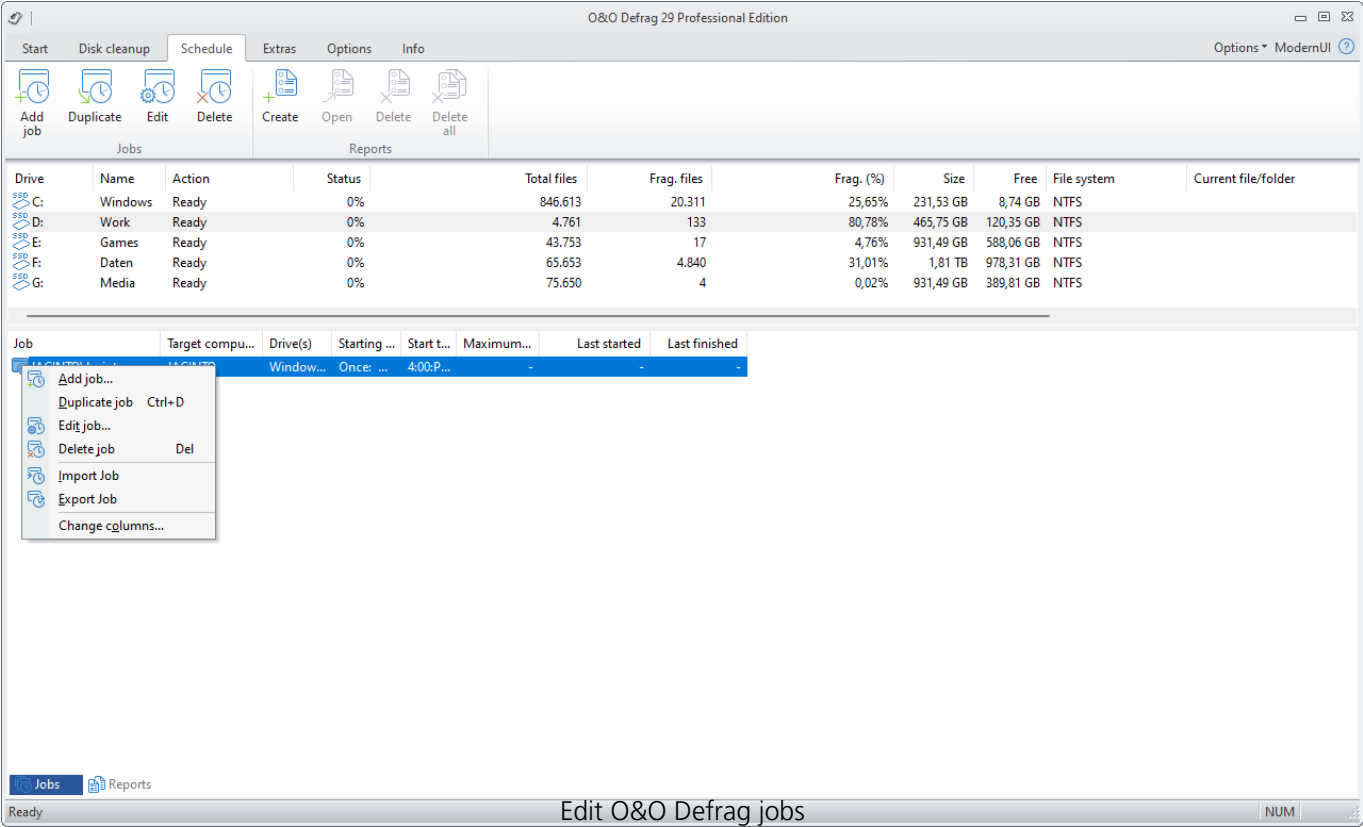 O&O Defrag 29 Professional Edition
Start Disk cleanup Schedule Extras Options Info Options ModernUI ?
Add job Duplicate Edit Delete Create Open Delete Delete all
Jobs Reports
Drive Name Action Status Total files Frag. files Frag. (%) Size Free File system Current file/folder
SSD C: Windows Ready 0% 846.613 20.311 25,65% 231,53 GB 8,74 GB NTFS
SSD D: Work Ready 0% 4.761 133 80,78% 465,75 GB 120,35 GB NTFS
SSD E: Games Ready 0% 43.753 17 4,76% 931,49 GB 588,06 GB NTFS
SSD F: Daten Ready 0% 65.653 4.840 31,01% 1,81 TB 978,31 GB NTFS
SSD G: Media Ready 0% 75.650 4 0,02% 931,49 GB 389,81 GB NTFS
Job Target compu... Drive(s) Starting ... Start t... Maximum... Last started Last finished
Window... Once: ... 4:00:P... - - -
Add job...
Duplicate job Ctrl+D
Edit job...
Delete job Del
Import Job
Export Job
Change columns...
Jobs Reports
Ready Edit O&O Defrag jobs NUM